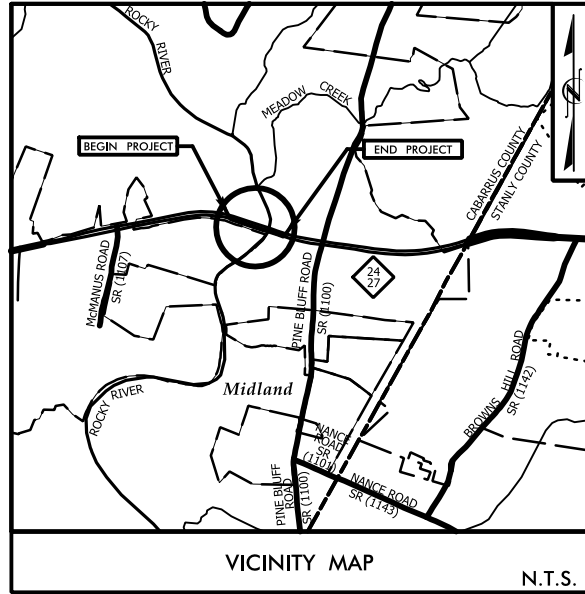 ROCKY
RIVER
MEADOW CREEK
BEGIN PROJECT
END PROJECT
CABARRUS COUNTY
STANLY COUNTY
McMANUS ROAD
SR (1107)
PINE BLUFF ROAD
SR (1100)
24
27
Midland
ROCKY RIVER
BROWNS HILL ROAD
SR (1142)
NANCE
ROAD
SR
(1101)
PINE BLUFF
ROAD
SR (1100)
NANCE ROAD
SR (1143)
VICINITY MAP
N.T.S.